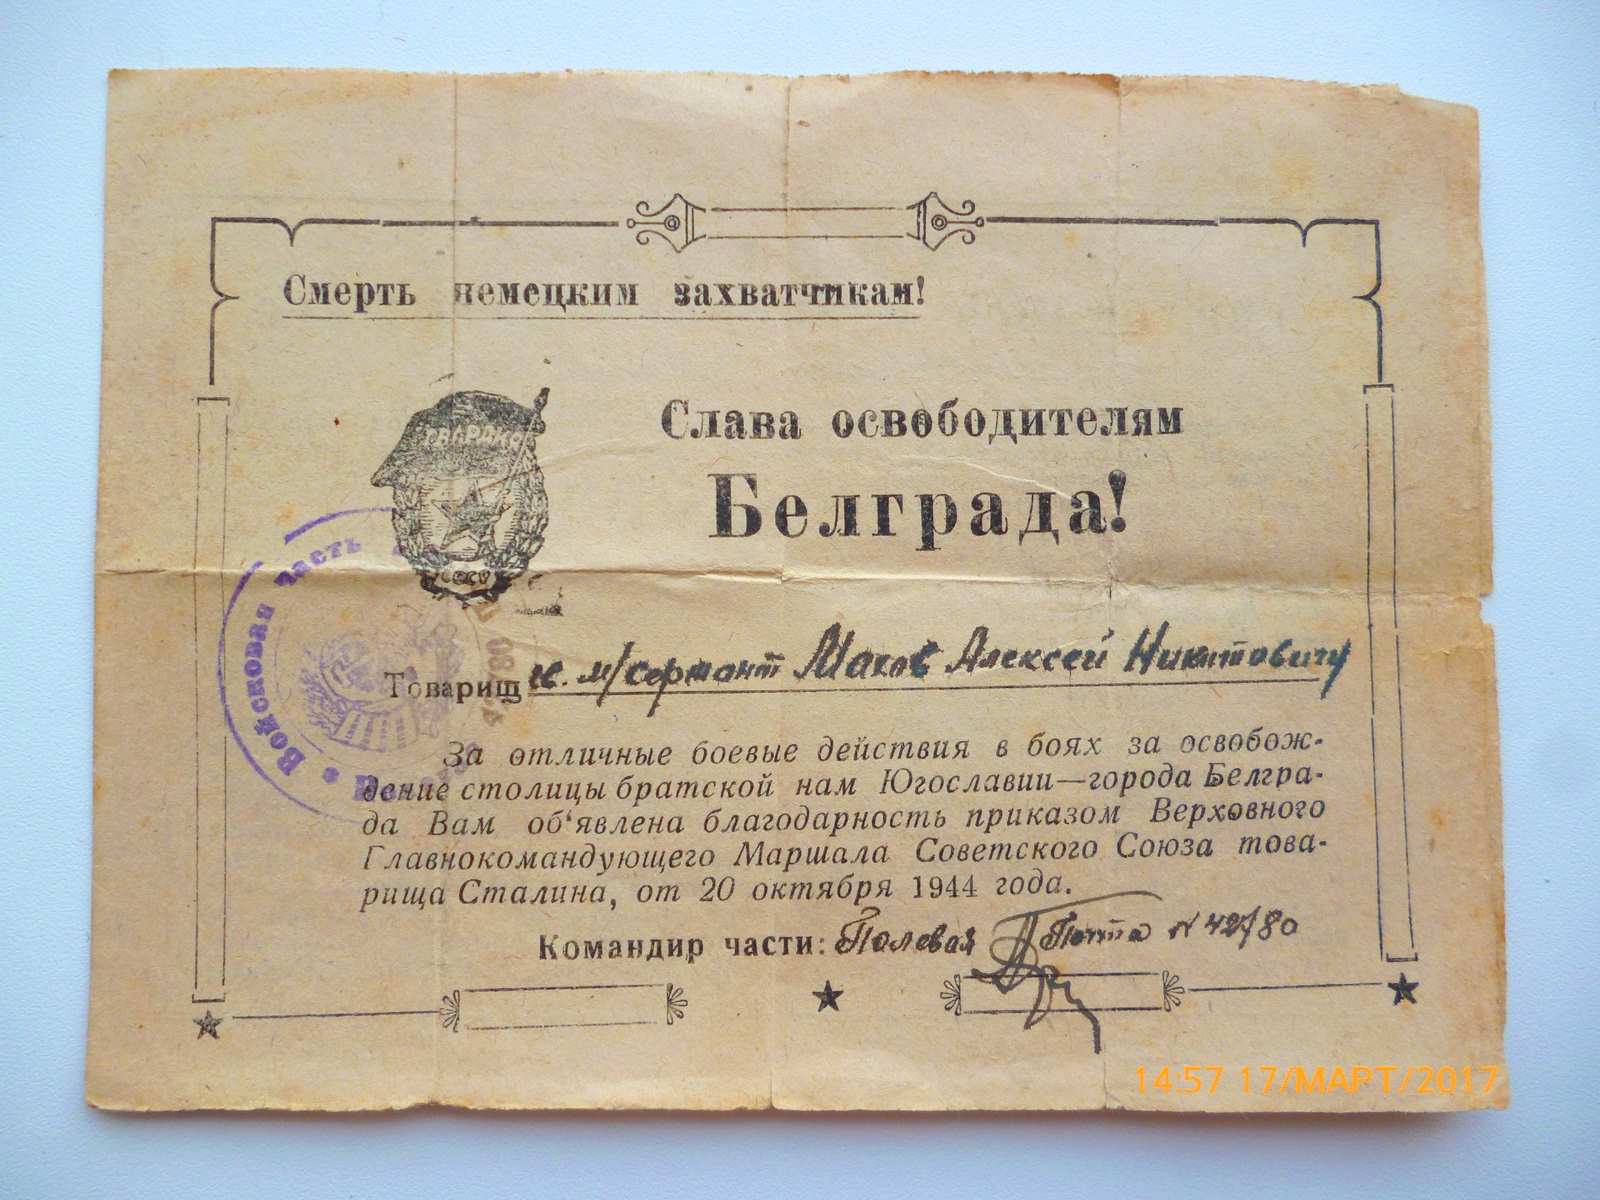 Смерть немецким захватчикам!
ГВАРДИЯ
Слава освободителям
Белграда!
СССР
Войсковая часть
Товарищ гв. м/сержант Махов Алексей Никитович
За отличные боевые действия в боях за освобож-
дение столицы братской нам Югославии—города Белгра-
да Вам об‘явлена благодарность приказом Верховного
Главнокомандующего Маршала Советского Союза това-
рища Сталина, от 20 октября 1944 года.
Командир части: Полевая Почта N 42180
14:57 17/МАРТ/2017